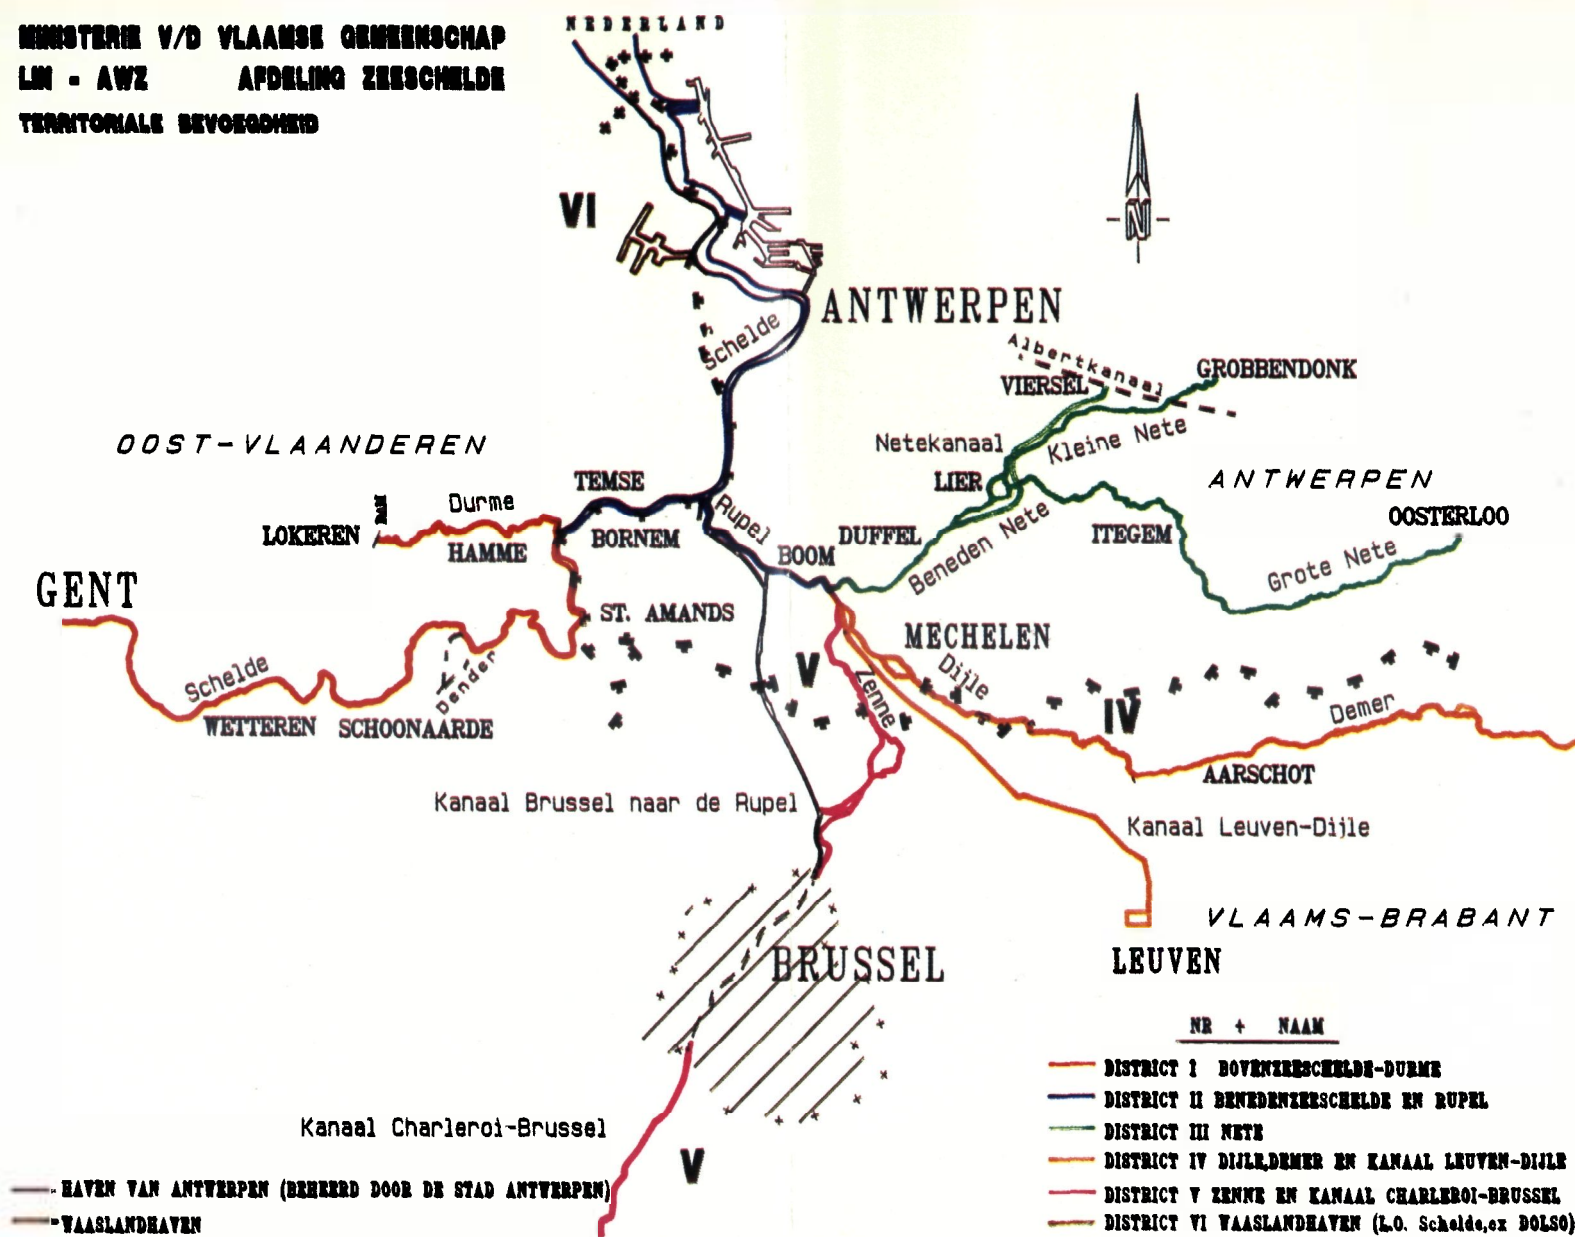 MINISTERIE V/D VLAAMSE GEMEENSCHAP
LIN - AWZ AFDELING ZEESCHELDE
TERRITORIALE BEVOEGDHEID
NEDERLAND
VI
ANTWERPEN
Schelde
Albertkanaal
GROBBENDONK
VIERSEL
Netekanaal
Kleine Nete
OOST-VLAANDEREN
LIER
ANTWERPEN
TEMSE
DAM
Durme
Rupel
OOSTERLOO
LOKEREN
HAMME
BORNEM
BOOM
DUFFEL
Beneden Nete
ITEGEM
Grote Nete
GENT
ST. AMANDS
MECHELEN
Schelde
Dender
V
Zenne
Dijle
IV
Demer
WETTEREN
SCHOONAARDE
AARSCHOT
Kanaal Brussel naar de Rupel
Kanaal Leuven-Dijle
VLAAMS-BRABANT
BRUSSEL
LEUVEN
NR + NAAM
DISTRICT I BOVENZEESCHELDE-DURME
DISTRICT II BENEDENZEESCHELDE EN RUPEL
DISTRICT III NETE
DISTRICT IV DIJLE,DEMER EN KANAAL LEUVEN-DIJLE
DISTRICT V ZENNE EN KANAAL CHARLEROI-BRUSSEL
DISTRICT VI WAASLANDHAVEN (L.O. Schelde,ex DOLSO)
Kanaal Charleroi-Brussel
V
HAVEN VAN ANTWERPEN (BEHEERD DOOR DE STAD ANTWERPEN)
WAASLANDHAVEN
N